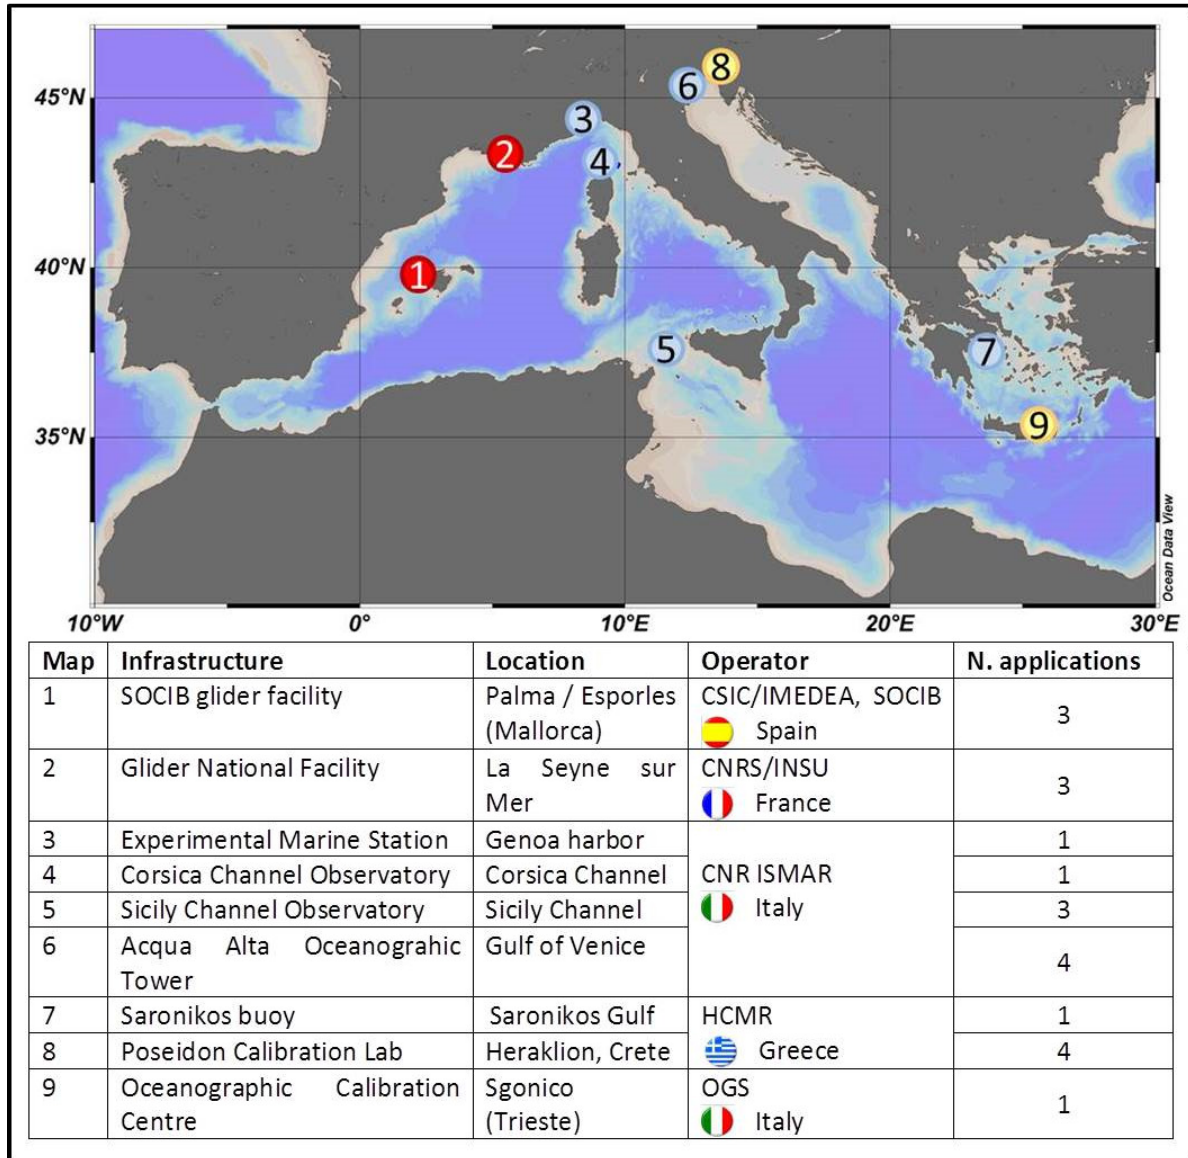 8
6
45°N
3
2
4
40°N
1
5
7
9
35°N
Ocean Data View
10°W 0° 10°E 20°E 30°E
Map Infrastructure Location Operator N. applications
1 SOCIB glider facility Palma / Esporles CSIC/IMEDEA, SOCIB 3
(Mallorca) Spain
2 Glider National Facility La Seyne sur CNRS/INSU 3
Mer France
3 Experimental Marine Station Genoa harbor 1
4 Corsica Channel Observatory Corsica Channel CNR ISMAR 1
5 Sicily Channel Observatory Sicily Channel Italy 3
6 Acqua Alta Oceanograhic Gulf of Venice 4
Tower
7 Saronikos buoy Saronikos Gulf HCMR 1
8 Poseidon Calibration Lab Heraklion, Crete Greece 4
9 Oceanographic Calibration Sgonico OGS 1
Centre (Trieste) Italy